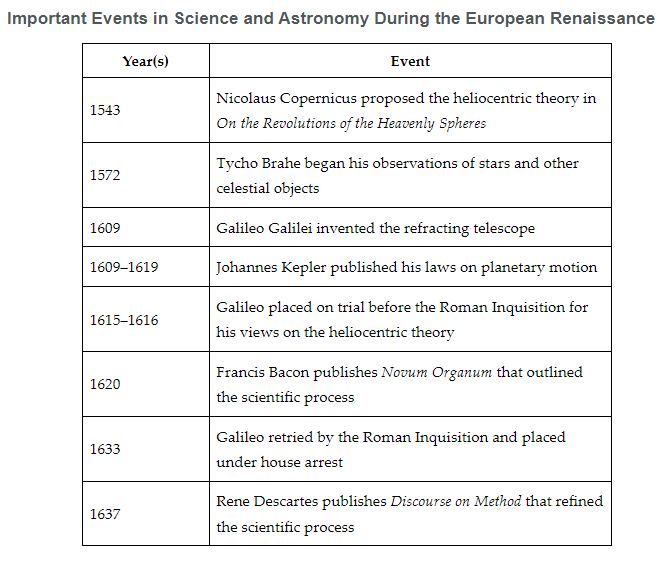 Important Events in Science and Astronomy During the European Renaissance
Year(s) Event
1543 Nicolaus Copernicus proposed the heliocentric theory in
On the Revolutions of the Heavenly Spheres
1572 Tycho Brahe began his observations of stars and other
celestial objects
1609 Galileo Galilei invented the refracting telescope
1609–1619 Johannes Kepler published his laws on planetary motion
1615–1616 Galileo placed on trial before the Roman Inquisition for
his views on the heliocentric theory
1620 Francis Bacon publishes Novum Organum that outlined
the scientific process
1633 Galileo retried by the Roman Inquisition and placed
under house arrest
1637 Rene Descartes publishes Discourse on Method that refined
the scientific process